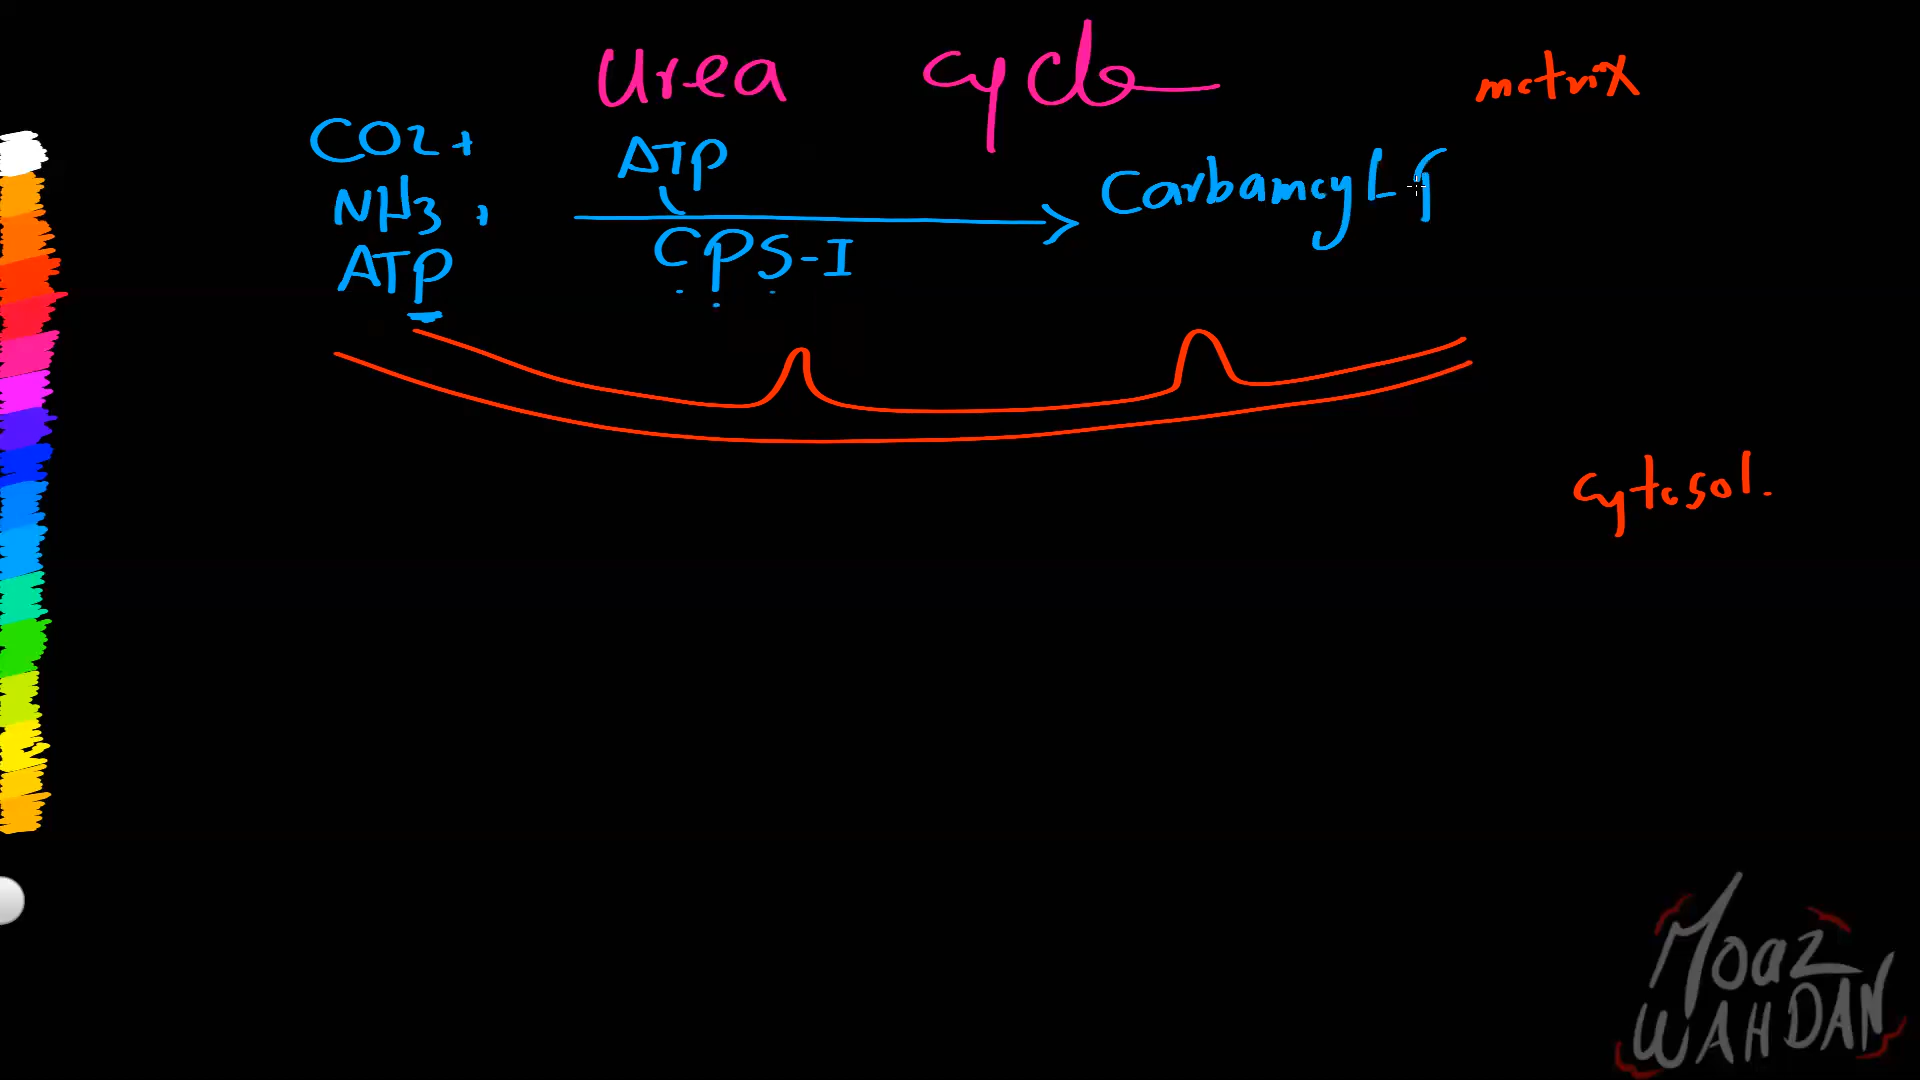 Urea cycle
matrix
CO2 +
NH3 +
ATP
ATP
CPS-I
Carbamoyl P
cytosol.
MOaz
WAHDAN